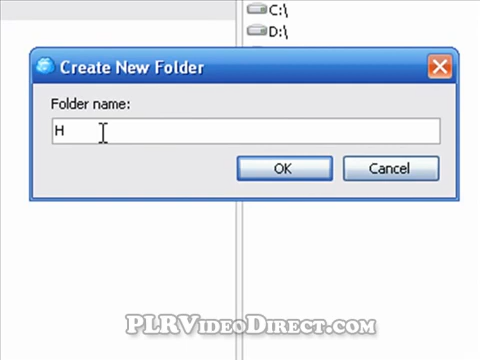 C:\
D:\
Create New Folder
Folder name:
H
OK
Cancel
PLRVideoDirect.com